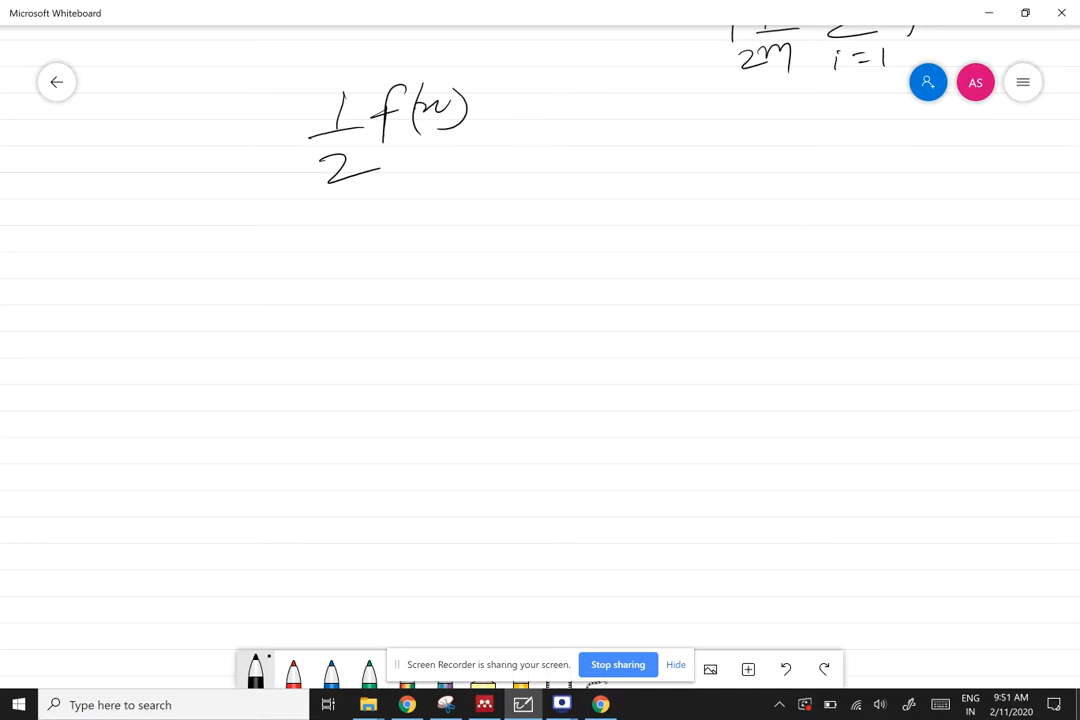 Microsoft Whiteboard
2m i = 1
AS
1/2 f(x)
Screen Recorder is sharing your screen. Stop sharing Hide
Type here to search
ENG 9:51 AM
IN 2/11/2020